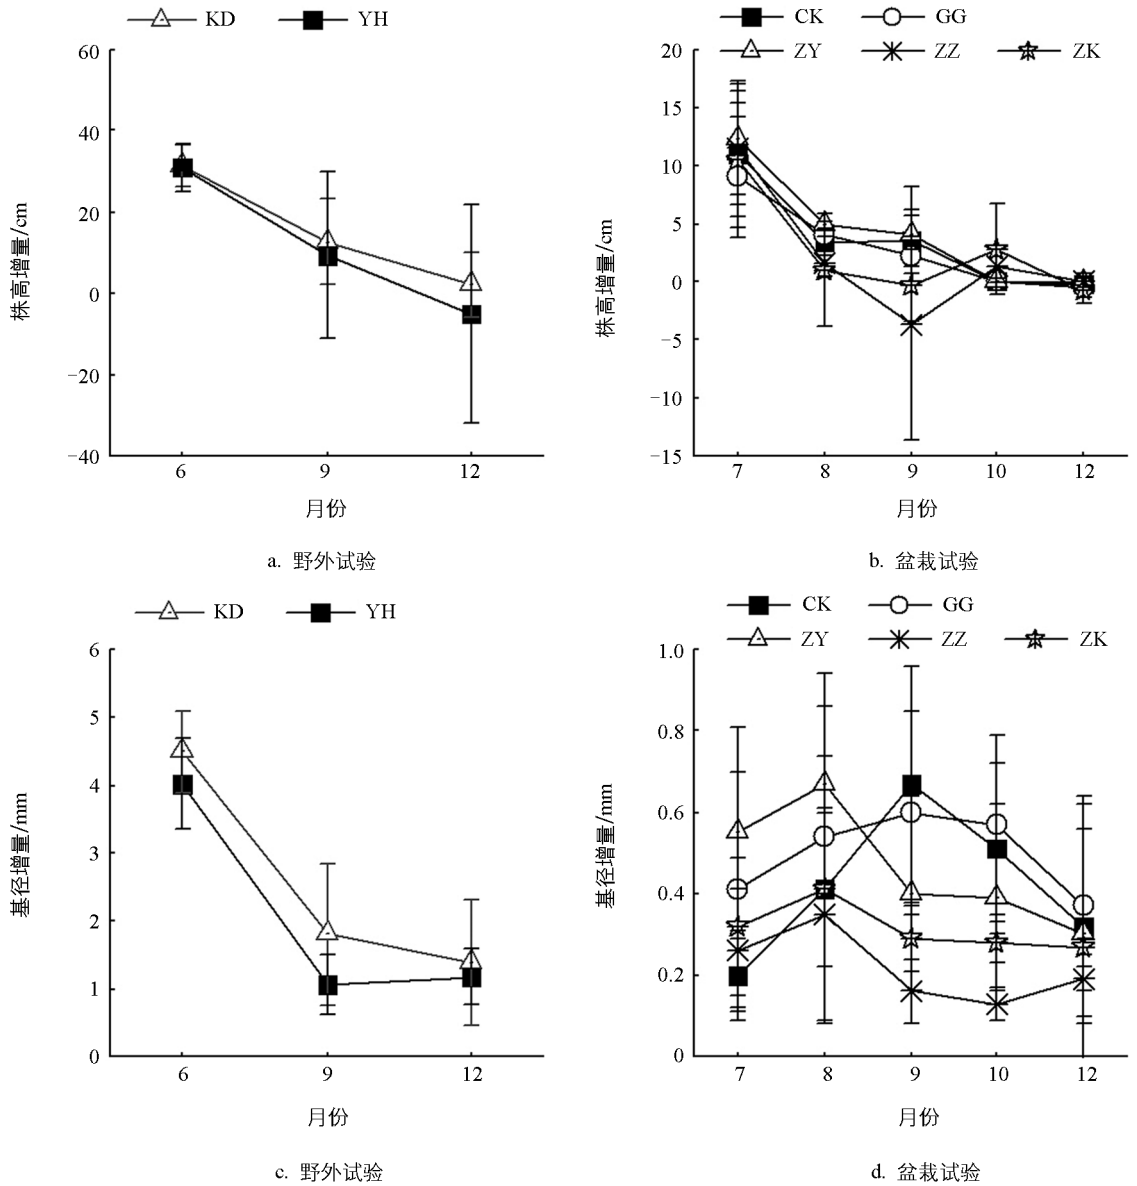 KD YH
60
40
20
0
−20
−40
株高增量/cm
6 9 12
月份
a. 野外试验
CK GG
ZY ZZ ZK
20
15
10
5
0
−5
−10
−15
株高增量/cm
7 8 9 10 12
月份
b. 盆栽试验
KD YH
6
5
4
3
2
1
0
基径增量/mm
6 9 12
月份
c. 野外试验
CK GG
ZY ZZ ZK
1.0
0.8
0.6
0.4
0.2
0
基径增量/mm
7 8 9 10 12
月份
d. 盆栽试验